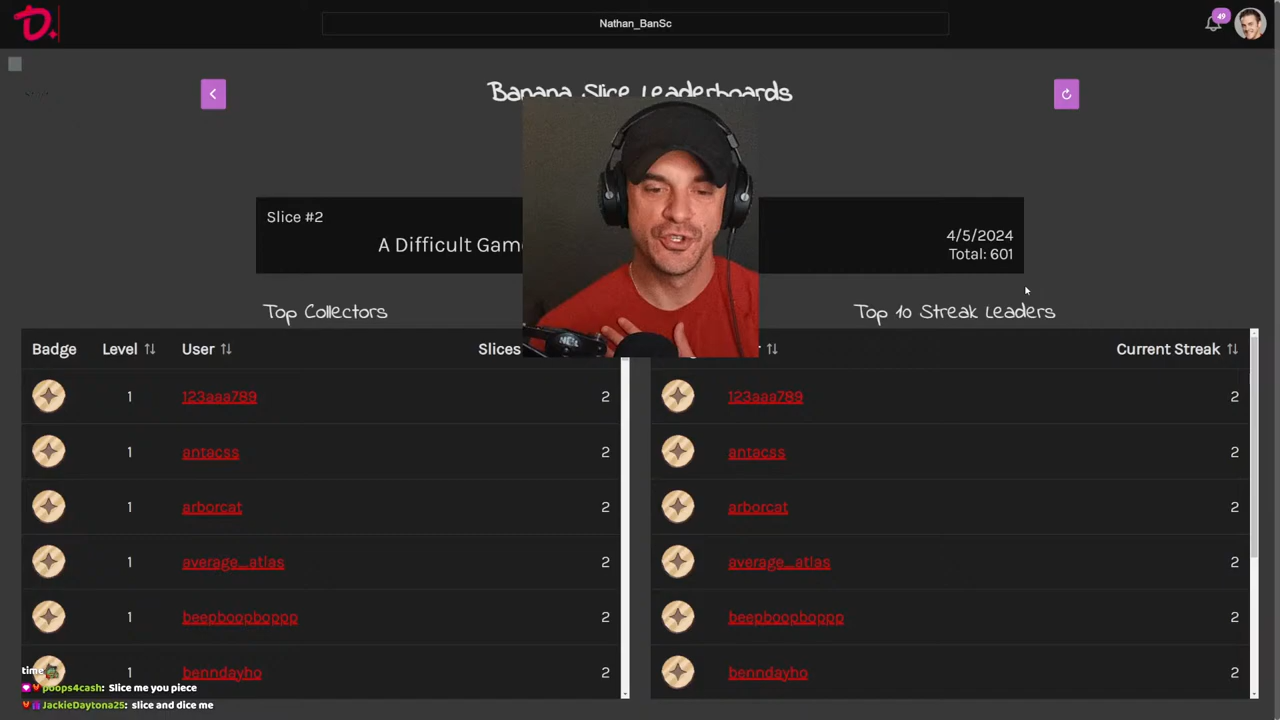 D.
Nathan_BanSc
49
Banana Slice Leaderboards
Slice #2
A Difficult Game
4/5/2024
Total: 601
Top Collectors
Top 10 Streak Leaders
Badge Level User Slices
Current Streak
1 123aaa789 2
123aaa789 2
1 antacss 2
antacss 2
1 arborcat 2
arborcat 2
1 average_atlas 2
average_atlas 2
1 beepboopboppp 2
beepboopboppp 2
1 benndayho 2
benndayho 2
time
poops4cash: Slice me you piece
JackieDaytona25: slice and dice me